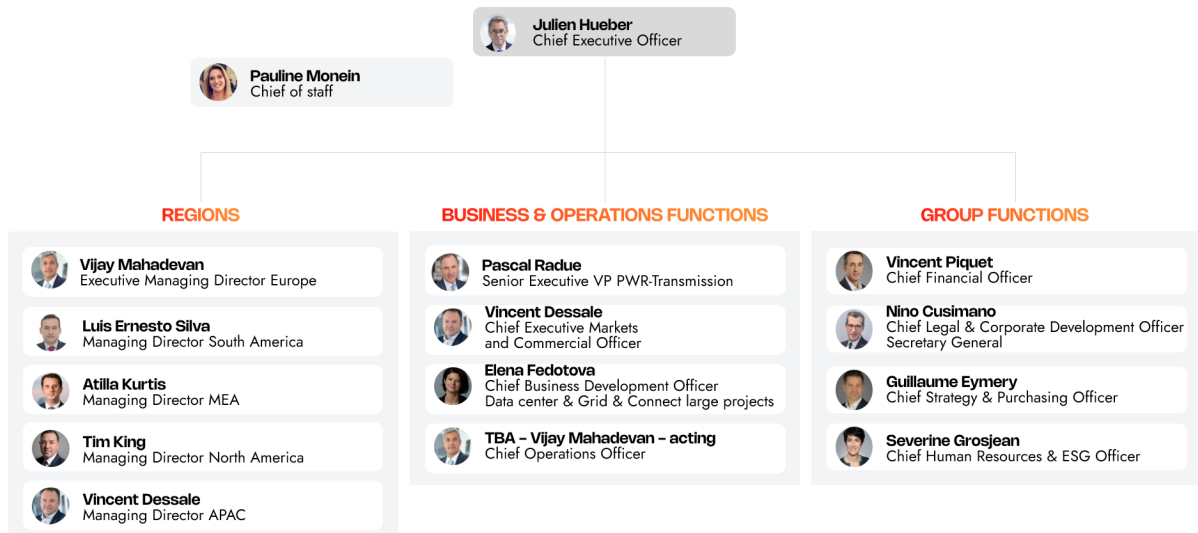 Julien Hueber
Chief Executive Officer
Pauline Monein
Chief of staff
REGIONS
Vijay Mahadevan
Executive Managing Director Europe
Luis Ernesto Silva
Managing Director South America
Atilla Kurtis
Managing Director MEA
Tim King
Managing Director North America
Vincent Dessale
Managing Director APAC
BUSINESS & OPERATIONS FUNCTIONS
Pascal Radue
Senior Executive VP PWR-Transmission
Vincent Dessale
Chief Executive Markets
and Commercial Officer
Elena Fedotova
Chief Business Development Officer
Data center & Grid & Connect large projects
TBA – Vijay Mahadevan – acting
Chief Operations Officer
GROUP FUNCTIONS
Vincent Piquet
Chief Financial Officer
Nino Cusimano
Chief Legal & Corporate Development Officer
Secretary General
Guillaume Eymery
Chief Strategy & Purchasing Officer
Severine Grosjean
Chief Human Resources & ESG Officer